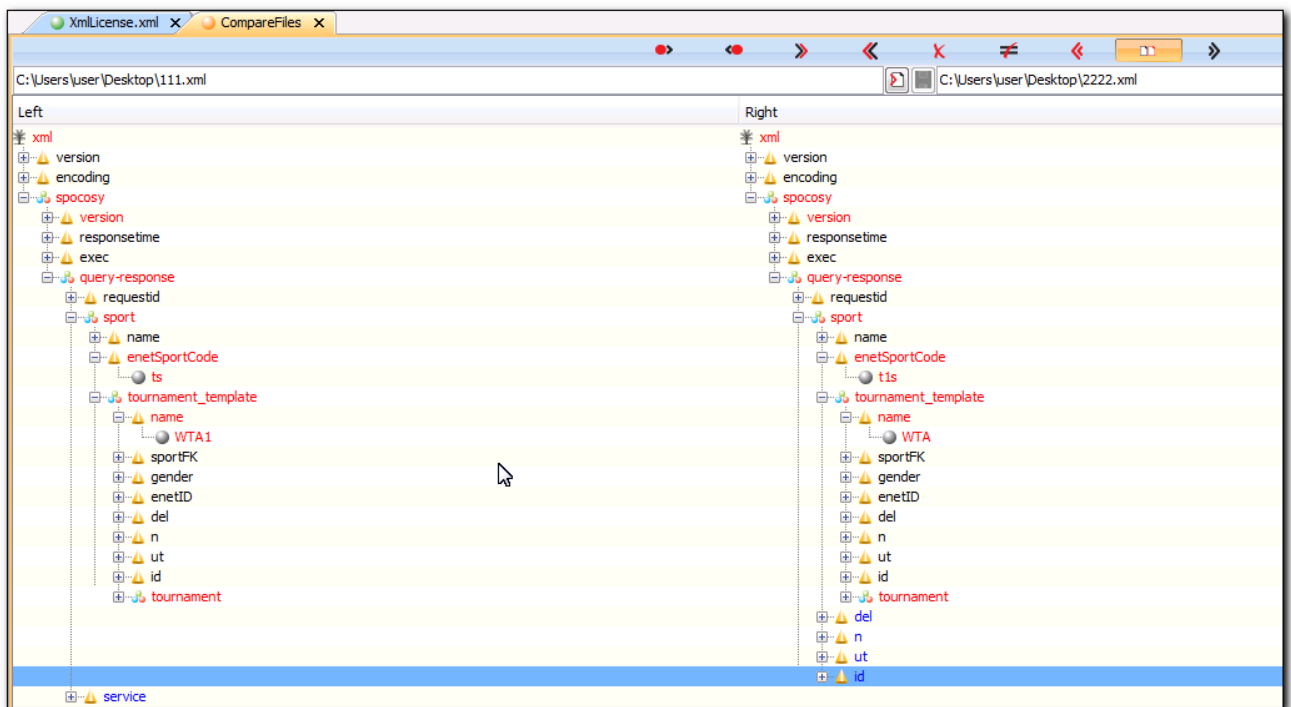 XmlLicense.xml X CompareFiles X
C:\Users\user\Desktop\111.xml C:\Users\user\Desktop\2222.xml
Left Right
xml xml
version version
encoding encoding
spocosy spocosy
version version
responsetime responsetime
exec exec
query-response query-response
requestid requestid
sport sport
name name
enetSportCode enetSportCode
ts t1s
tournament_template tournament_template
name name
WTA1 WTA
sportFK sportFK
gender gender
enetID enetID
del del
n n
ut ut
id id
tournament tournament
del
n
ut
id
service